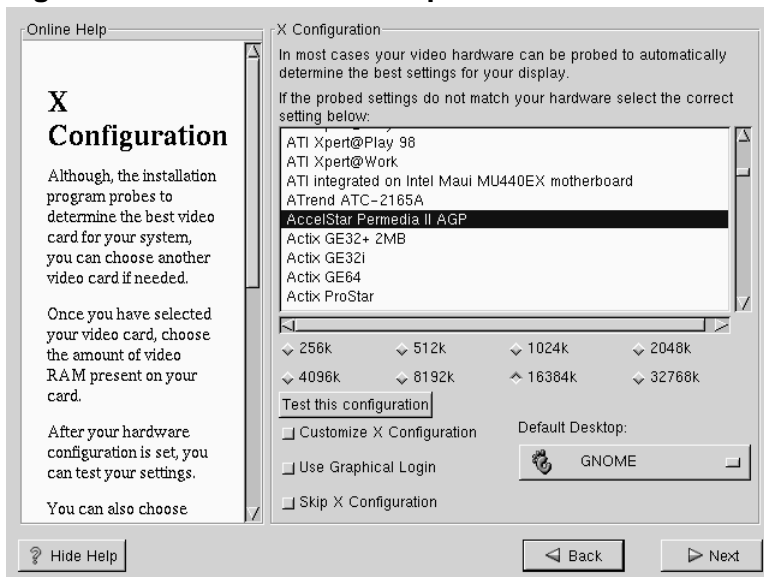 Online Help
X
Configuration
Although, the installation
program probes to
determine the best video
card for your system,
you can choose another
video card if needed.
Once you have selected
your video card, choose
the amount of video
RAM present on your
card.
After your hardware
configuration is set, you
can test your settings.
You can also choose
X Configuration
In most cases your video hardware can be probed to automatically
determine the best settings for your display.
If the probed settings do not match your hardware select the correct
setting below:
ATI Xpert@Play 98
ATI Xpert@Work
ATI integrated on Intel Maui MU440EX motherboard
ATrend ATC-2165A
AccelStar Permedia II AGP
Actix GE32+ 2MB
Actix GE32i
Actix GE64
Actix ProStar
256k 512k 1024k 2048k
4096k 8192k 16384k 32768k
Test this configuration
Customize X Configuration
Default Desktop:
Use Graphical Login
GNOME
Skip X Configuration
Hide Help
Back
Next